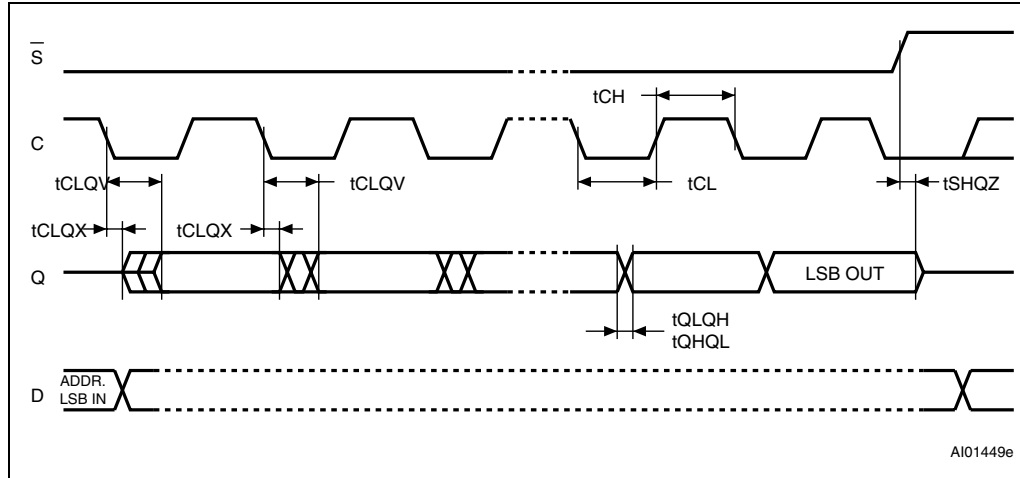 S
tCH
C
tCLQV
tCLQV
tCL
tSHQZ
tCLQX
tCLQX
Q
LSB OUT
tQLQH
tQHQL
ADDR.
D
LSB IN
AI01449e